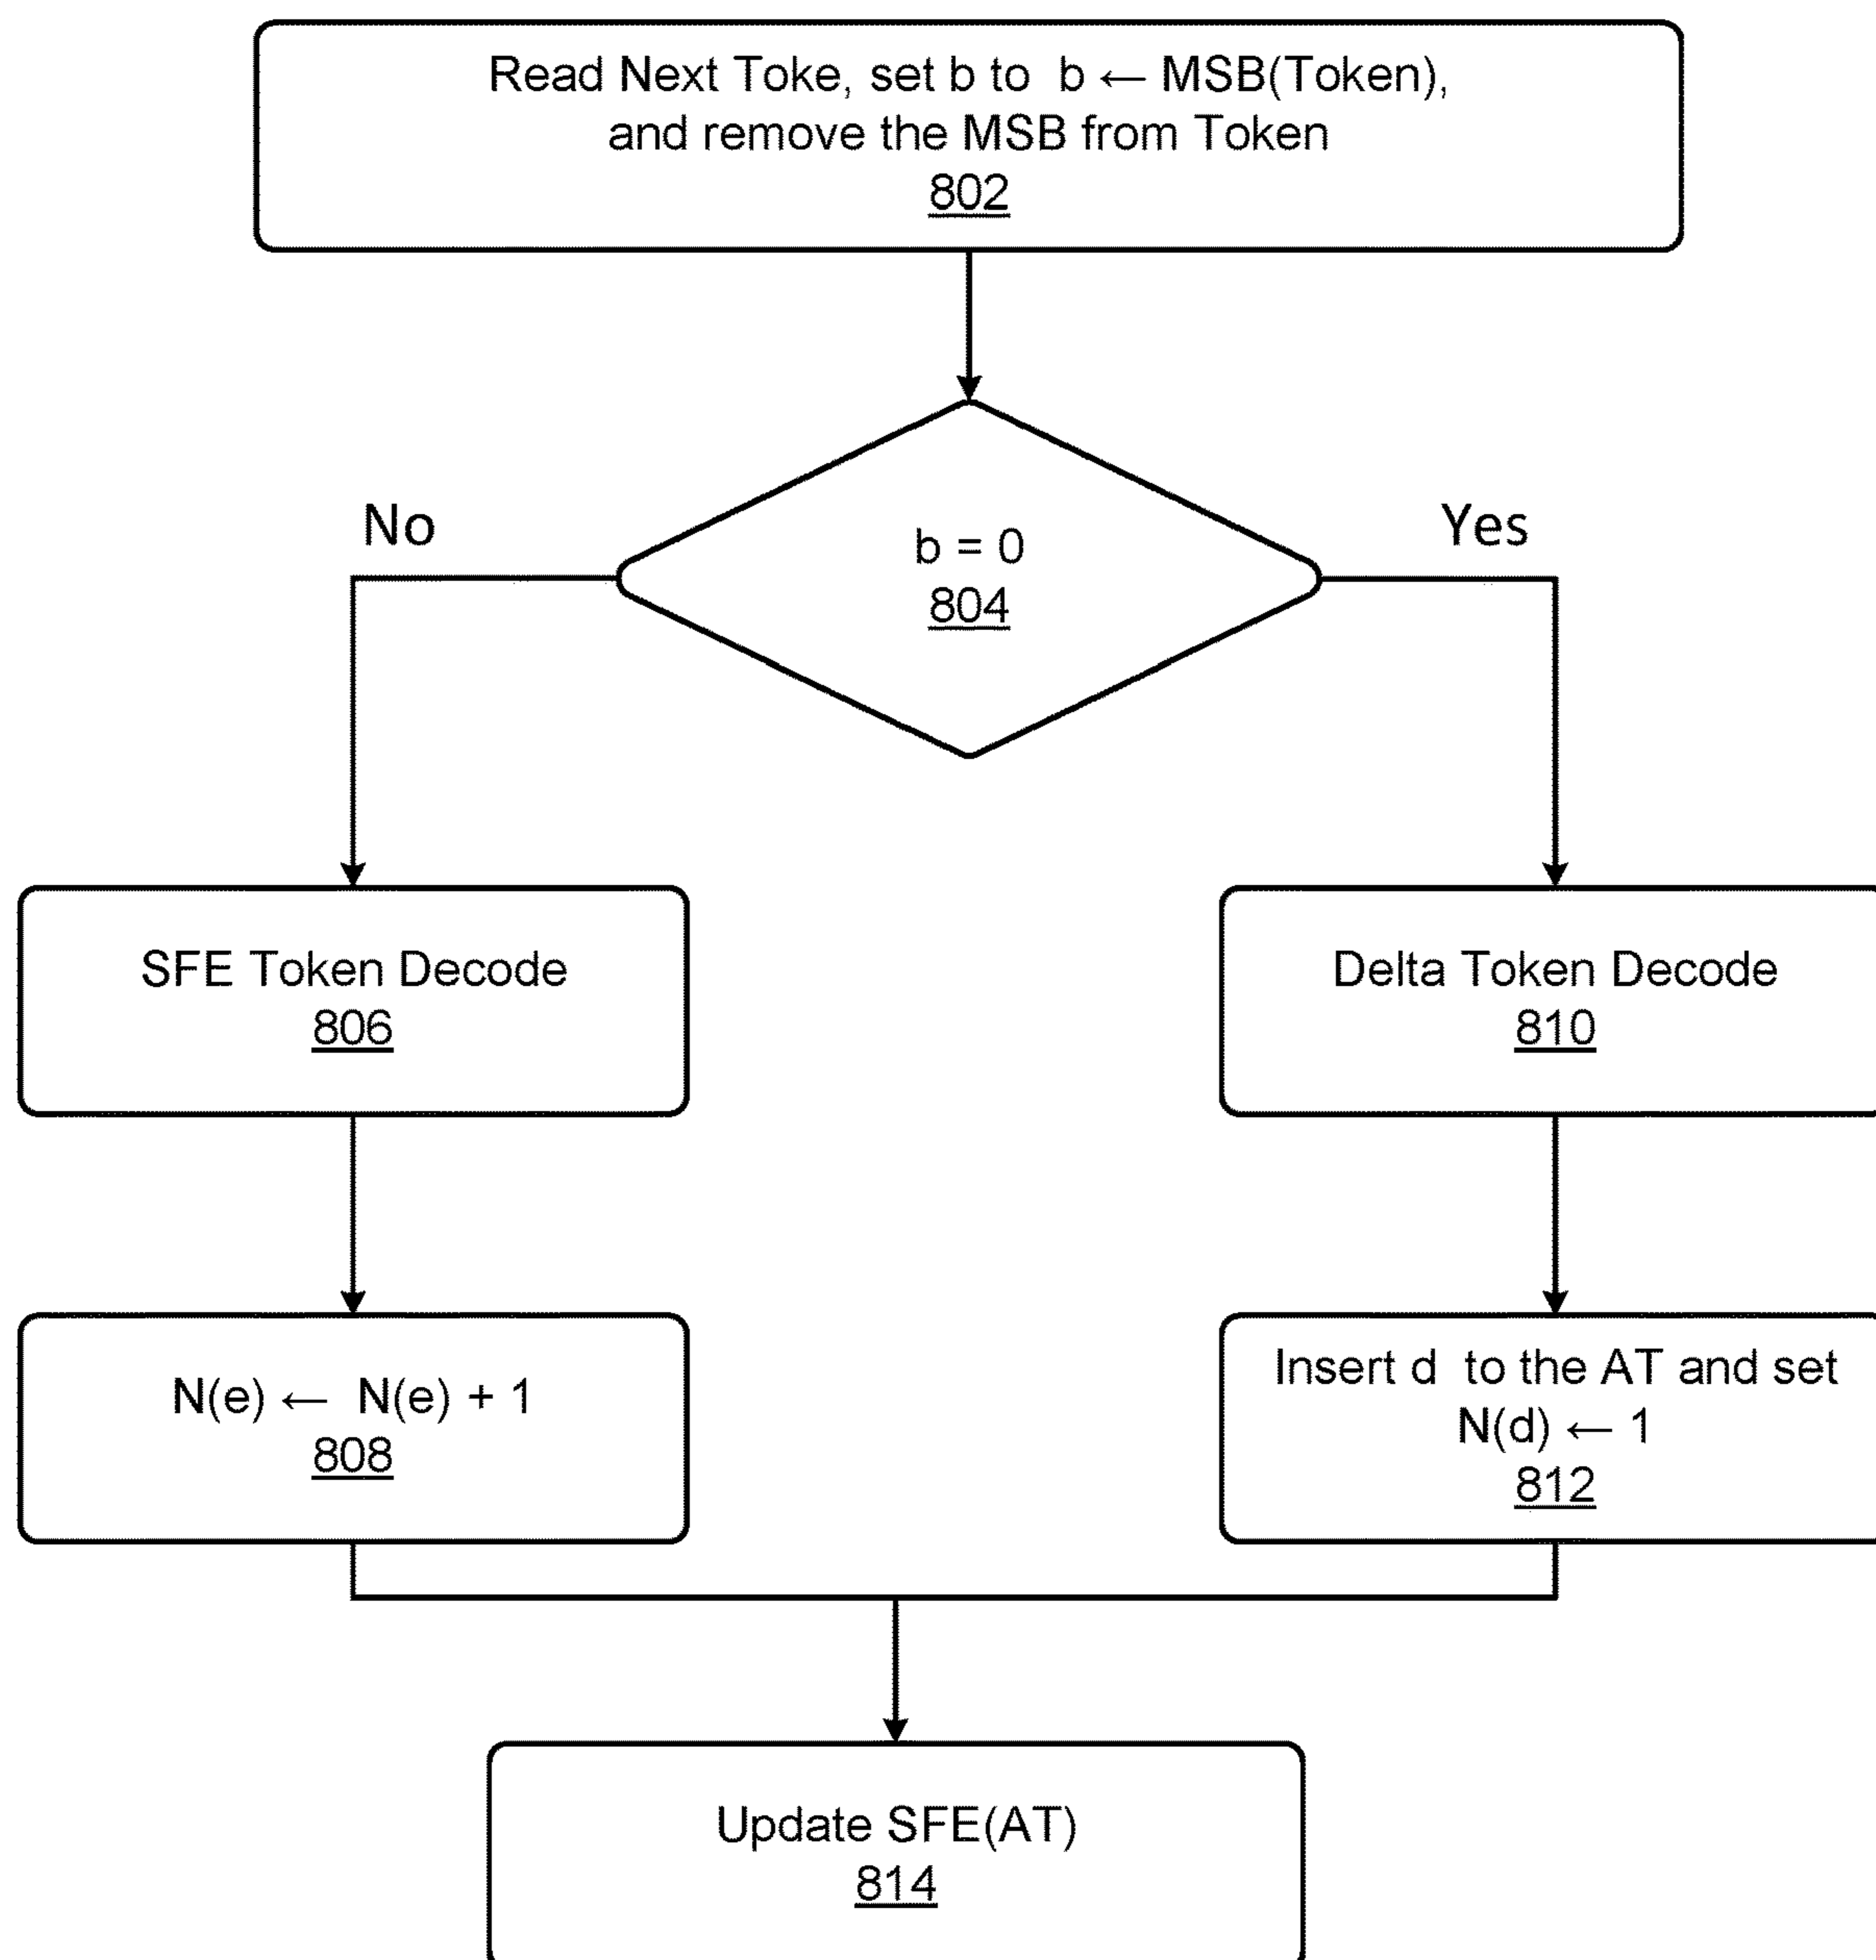 Read Next Toke, set b to b ← MSB(Token),
and remove the MSB from Token
802
No
Yes
b = 0
804
SFE Token Decode
806
Delta Token Decode
810
N(e) ← N(e) + 1
808
Insert d to the AT and set
N(d) ← 1
812
Update SFE(AT)
814